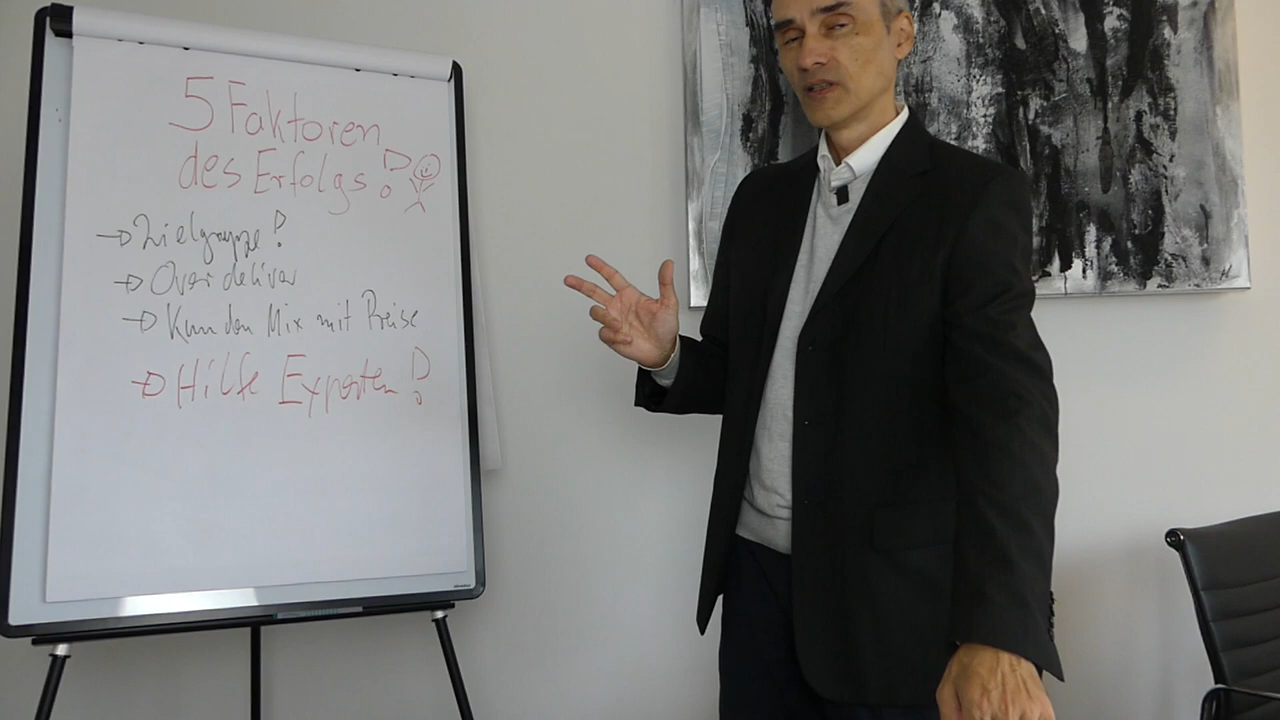 5 Faktoren
des Erfolgs!
→ Zielgruppe!
→ Over deliver
→ Kunden Mix mit Preise
→ Hilfe Experten!